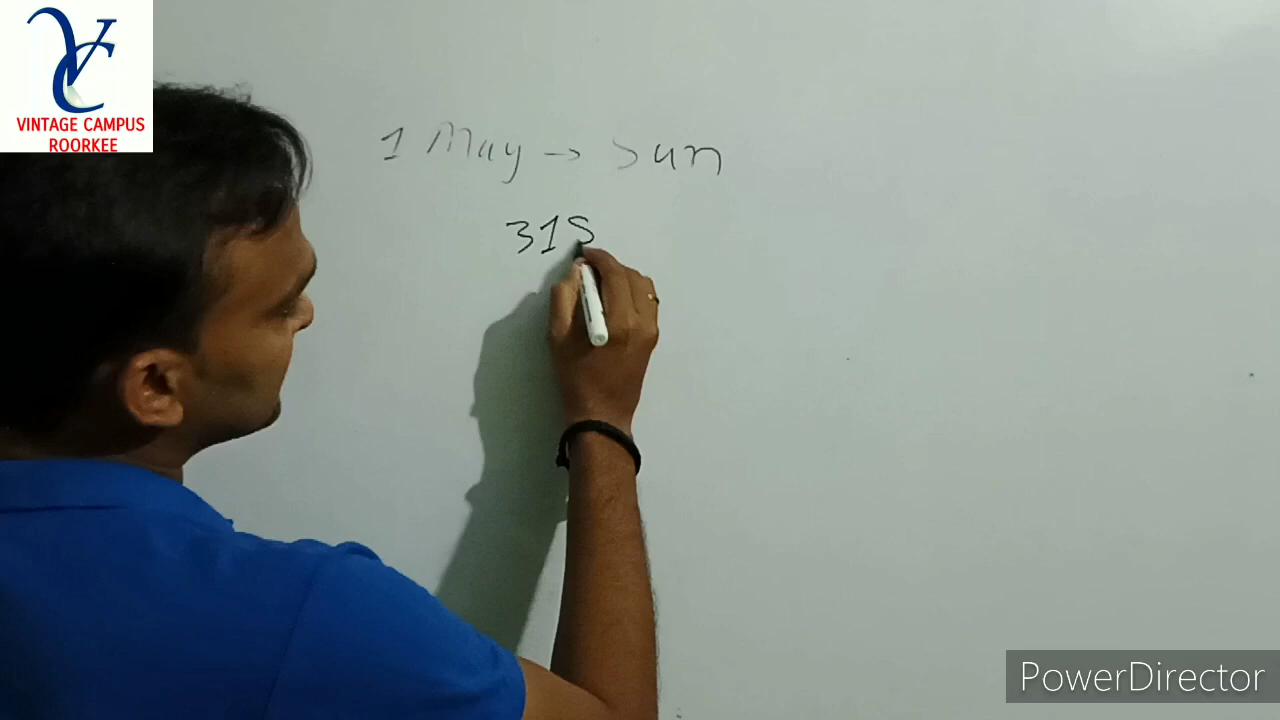 VINTAGE CAMPUS
ROORKEE
1 May → Sun
31S
PowerDirector